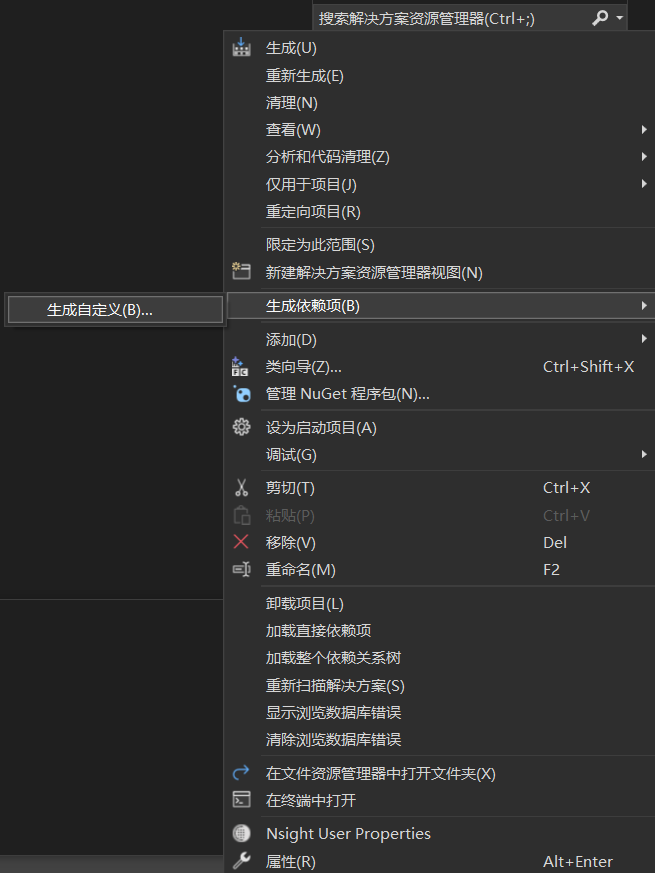 搜索解决方案资源管理器(Ctrl+;)
生成(U)
重新生成(E)
清理(N)
查看(W)
分析和代码清理(Z)
仅用于项目(J)
重定向项目(R)
限定为此范围(S)
新建解决方案资源管理器视图(N)
生成自定义(B)... 生成依赖项(B)
添加(D)
类向导(Z)... Ctrl+Shift+X
管理 NuGet 程序包(N)...
设为启动项目(A)
调试(G)
剪切(T) Ctrl+X
粘贴(P) Ctrl+V
移除(V) Del
重命名(M) F2
卸载项目(L)
加载直接依赖项
加载整个依赖关系树
重新扫描解决方案(S)
显示浏览数据库错误
清除浏览数据库错误
在文件资源管理器中打开文件夹(X)
在终端中打开
Nsight User Properties
属性(R) Alt+Enter